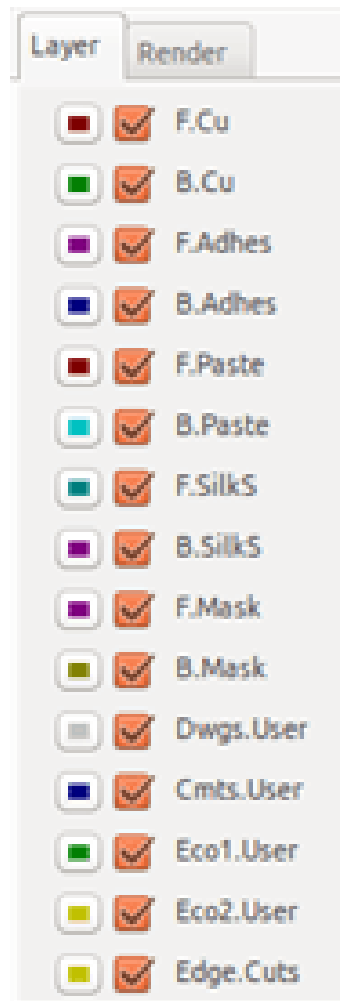 Layer Render
F.Cu
B.Cu
F.Adhes
B.Adhes
F.Paste
B.Paste
F.SilkS
B.SilkS
F.Mask
B.Mask
Dwgs.User
Cmts.User
Eco1.User
Eco2.User
Edge.Cuts